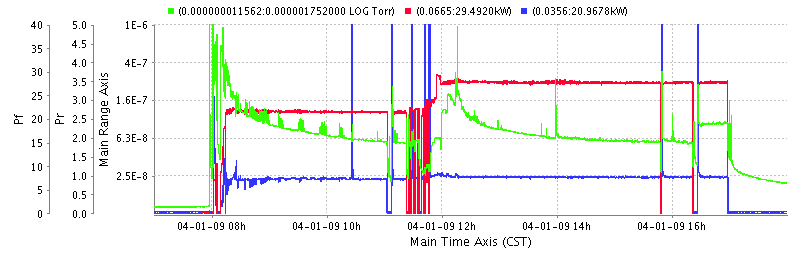 (0.000000011562:0.000001752000 LOG Torr) (0.0665:29.4920kW) (0.0356:20.9678kW)
40 5.0 1E-6
35 4.5
4.0 4E-7
30 3.5
25 3.0 1.6E-7
20 2.5
2.0 6.3E-8
15 1.5
10 1.0 2.5E-8
5 0.5
0 0.0
Pf
Pr
Main Range Axis
04-01-09 08h 04-01-09 10h 04-01-09 12h 04-01-09 14h 04-01-09 16h
Main Time Axis (CST)